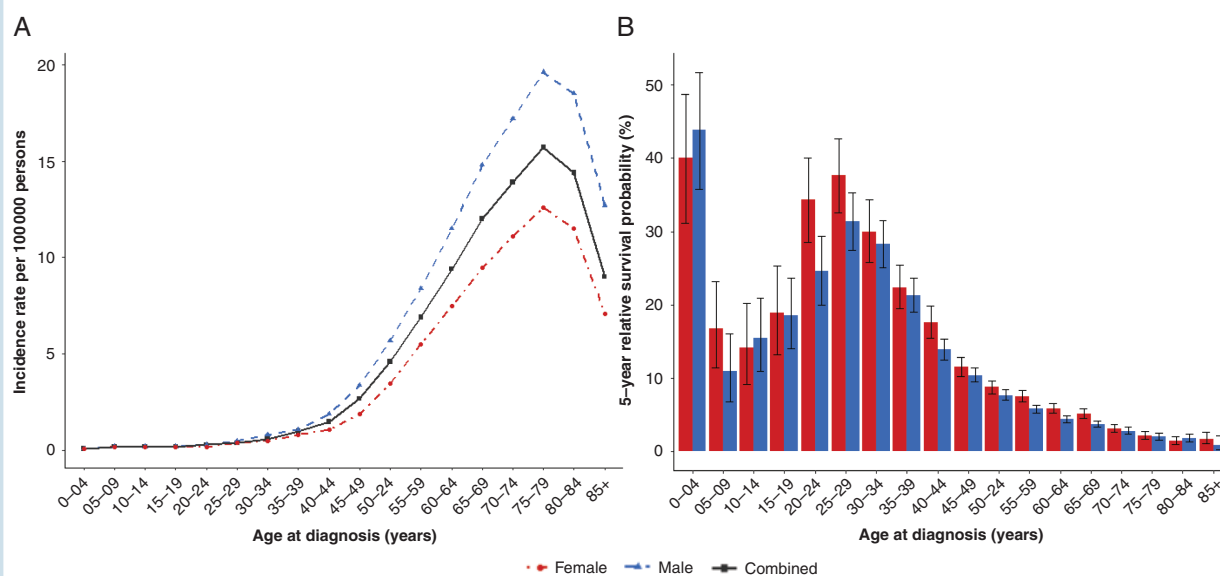 A
Incidence rate per 100 000 persons
20
15
10
5
0
0–04 05–09 10–14 15–19 20–24 25–29 30–34 35–39 40–44 45–49 50–24 55–59 60–64 65–69 70–74 75–79 80–84 85+
Age at diagnosis (years)
B
5–year relative survival probability (%)
50
40
30
20
10
0
0–04 05–09 10–14 15–19 20–24 25–29 30–34 35–39 40–44 45–49 50–24 55–59 60–64 65–69 70–74 75–79 80–84 85+
Age at diagnosis (years)
Female Male Combined